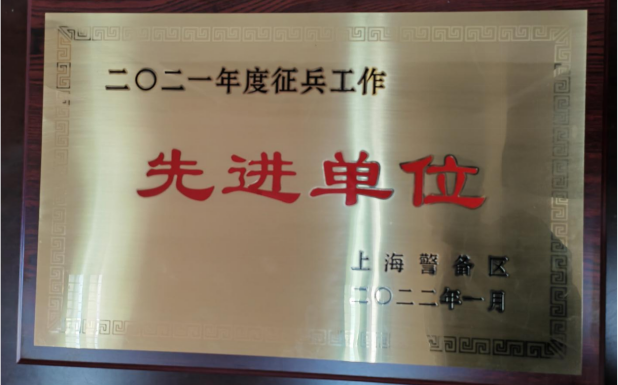 二〇二一年度征兵工作
先进单位
上海警备区
二〇二二年一月